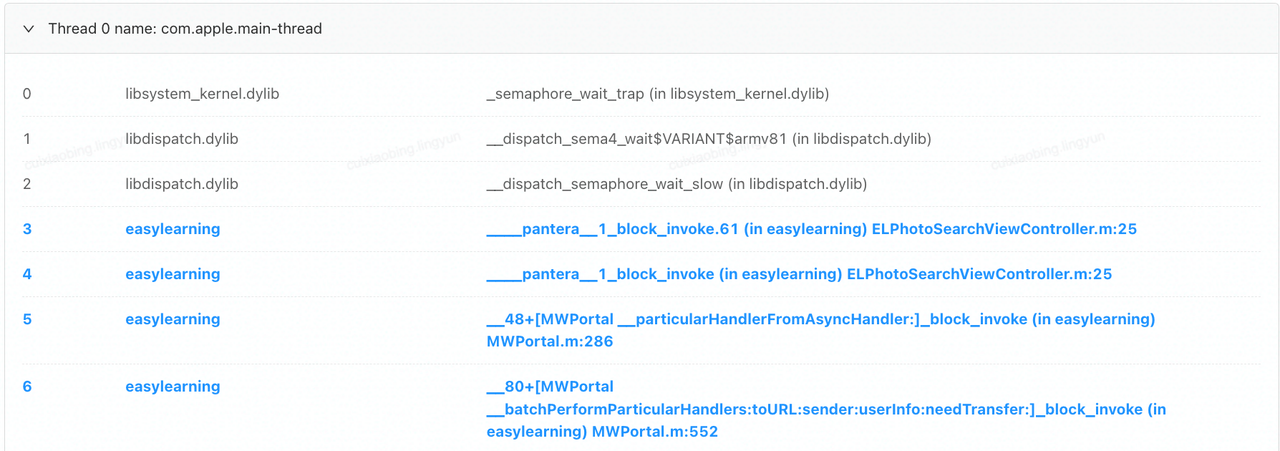 Thread 0 name: com.apple.main-thread
0 libsystem_kernel.dylib _semaphore_wait_trap (in libsystem_kernel.dylib)
1 libdispatch.dylib __dispatch_sema4_wait$VARIANT$armv81 (in libdispatch.dylib)
cuixiaobing.lingyun cuixiaobing.lingyun cuixiaobing.lingyun cuixiaobing.lingyun
2 libdispatch.dylib __dispatch_semaphore_wait_slow (in libdispatch.dylib)
3 easylearning _____pantera__1_block_invoke.61 (in easylearning) ELPhotoSearchViewController.m:25
4 easylearning _____pantera__1_block_invoke (in easylearning) ELPhotoSearchViewController.m:25
5 easylearning __48+[MWPortal __particularHandlerFromAsyncHandler:]_block_invoke (in easylearning)
MWPortal.m:286
6 easylearning __80+[MWPortal
__batchPerformParticularHandlers:toURL:sender:userInfo:needTransfer:]_block_invoke (in
easylearning) MWPortal.m:552